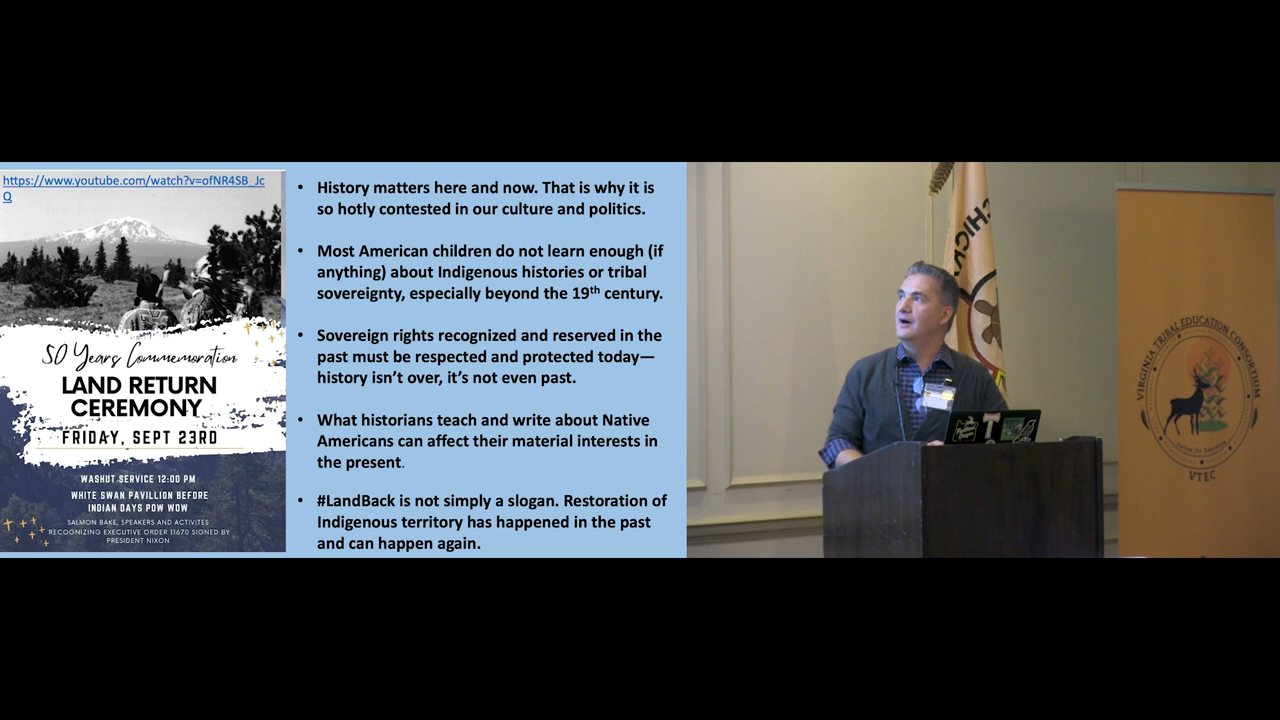 https://www.youtube.com/watch?v=ofNR4SB_Jc
Q
50 Years Commemoration
LAND RETURN
CEREMONY
FRIDAY, SEPT 23RD
WASHUT SERVICE 12:00 PM
WHITE SWAN PAVILLION BEFORE
INDIAN DAYS POW WOW
SALMON BAKE, SPEAKERS AND ACTIVITES
RECOGNIZING EXECUTIVE ORDER 11670 SIGNED BY
PRESIDENT NIXON
• History matters here and now. That is why it is
so hotly contested in our culture and politics.
• Most American children do not learn enough (if
anything) about Indigenous histories or tribal
sovereignty, especially beyond the 19th century.
• Sovereign rights recognized and reserved in the
past must be respected and protected today—
history isn't over, it's not even past.
• What historians teach and write about Native
Americans can affect their material interests in
the present.
• #LandBack is not simply a slogan. Restoration of
Indigenous territory has happened in the past
and can happen again.
CHICK
VIRGINIA TRIBAL EDUCATION CONSORTIUM
VTEC